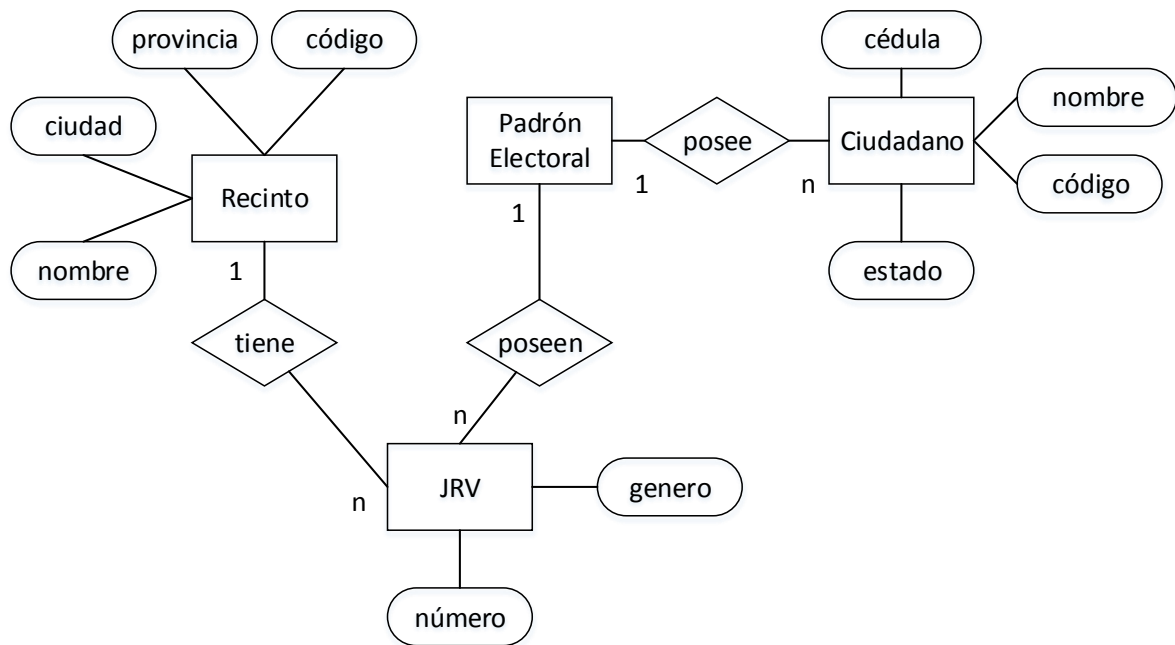 provincia
código
cédula
ciudad
nombre
Padrón
Electoral
posee
Ciudadano
Recinto
1
n
código
1
1
nombre
estado
tiene
poseen
n
JRV
genero
n
número